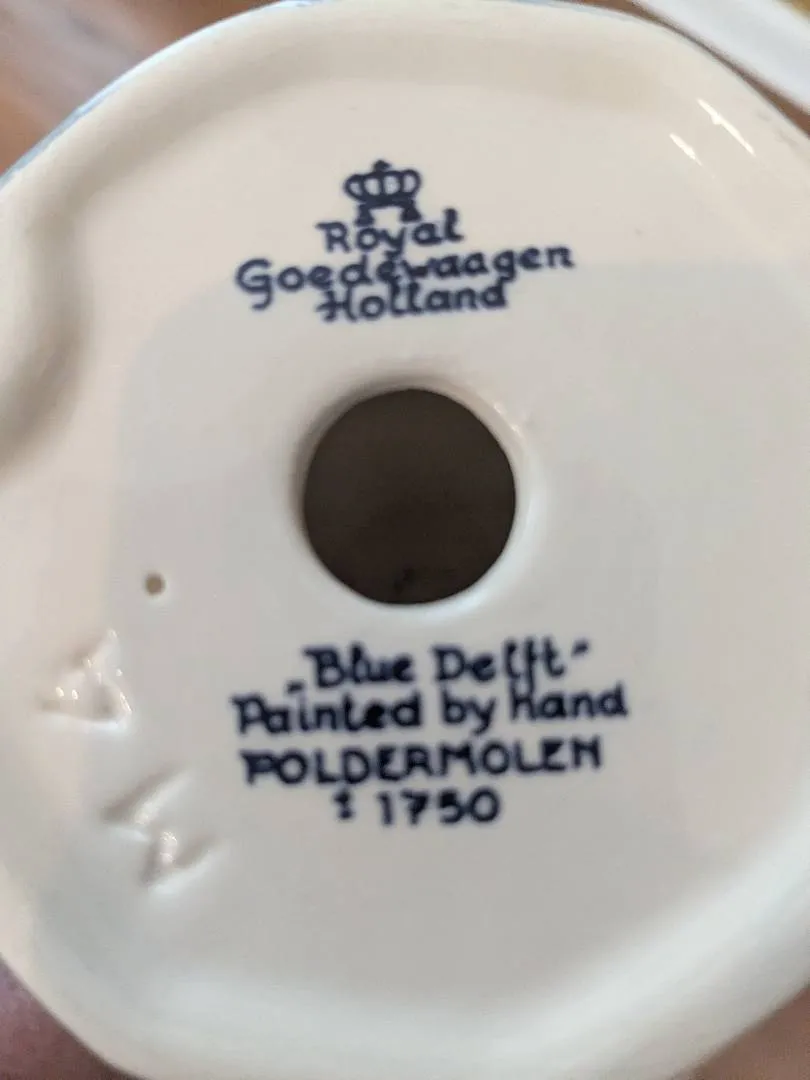 Royal
Goedewaagen
Holland
„Blue Delft”
Painted by hand
POLDERMOLEN
± 1750